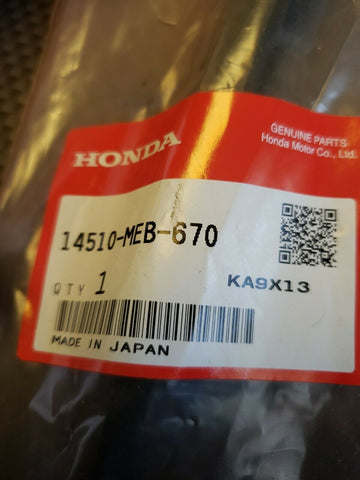 HONDA
GENUINE PARTS
Honda Motor Co., Ltd.
14510-MEB-670
QTY 1
KA9X13
MADE IN JAPAN